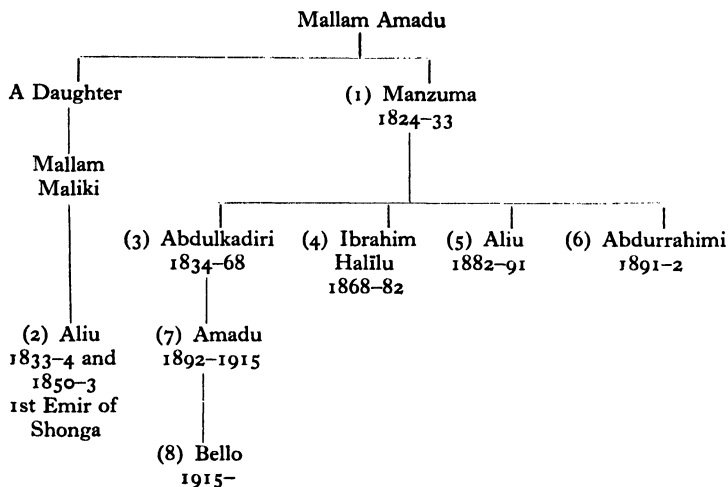 Mallam Amadu
A Daughter
(1) Manzuma
1824–33
Mallam
Maliki
(3) Abdulkadiri
1834–68
(4) Ibrahim
Halīlu
1868–82
(5) Aliu
1882–91
(6) Abdurrahimi
1891–2
(2) Aliu
1833–4 and
1850–3
1st Emir of
Shonga
(7) Amadu
1892–1915
(8) Bello
1915–